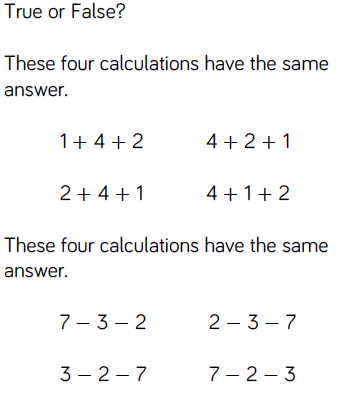 True or False?
These four calculations have the same
answer.
1 + 4 + 2 4 + 2 + 1
2 + 4 + 1 4 + 1 + 2
These four calculations have the same
answer.
7 – 3 – 2 2 – 3 – 7
3 – 2 – 7 7 – 2 – 3